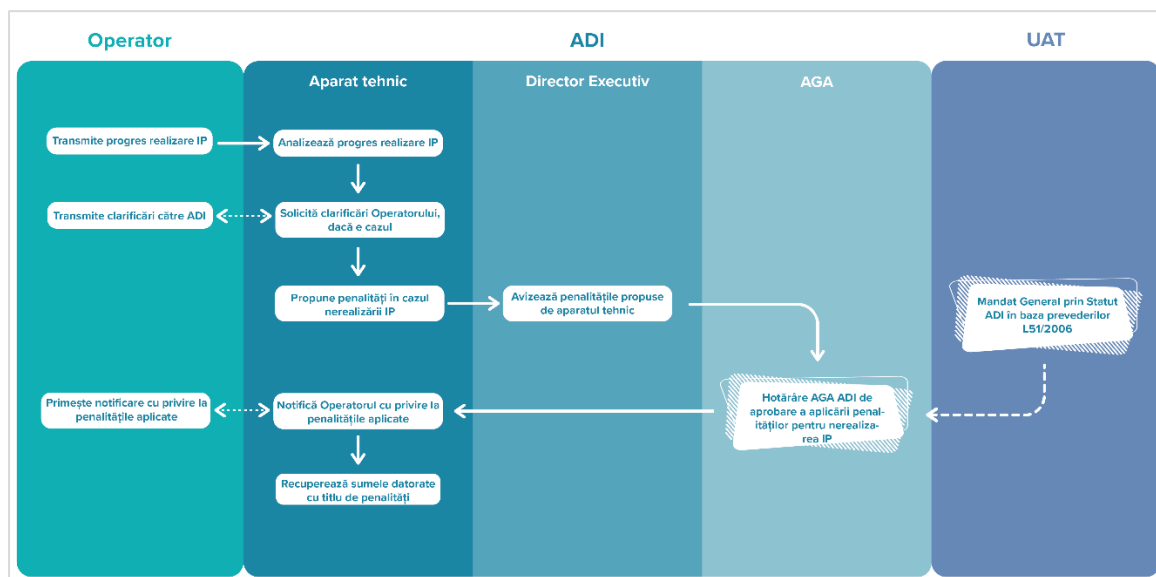 Operator
ADI
UAT
Aparat tehnic
Director Executiv
AGA
Transmite progres realizare IP
Analizează progres realizare IP
Transmite clarificări către ADI
Solicită clarificări Operatorului,
dacă e cazul
Propune penalități în cazul
nerealizării IP
Avizează penalitățile propuse
de aparatul tehnic
Mandat General prin Statut
ADI în baza prevederilor
L51/2006
Primește notificare cu privire la
penalitățile aplicate
Notifică Operatorul cu privire la
penalitățile aplicate
Hotărâre AGA ADI de
aprobare a aplicării penal-
ităților pentru nerealiza-
rea IP
Recuperează sumele datorate
cu titlu de penalități